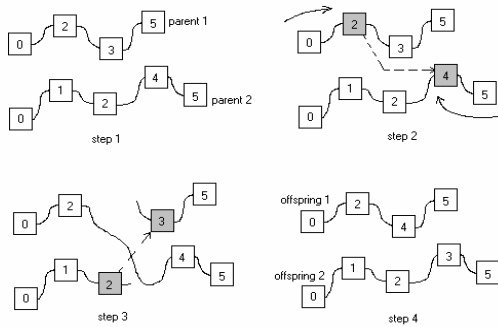 0 2 3 5 parent 1
0 1 2 4 5 parent 2
step 1
0 2 3 5
0 1 2 4 5
step 2
0 2 3 5
0 1 2 4 5
step 3
offspring 1 0 2 4 5
offspring 2 0 1 2 3 5
step 4